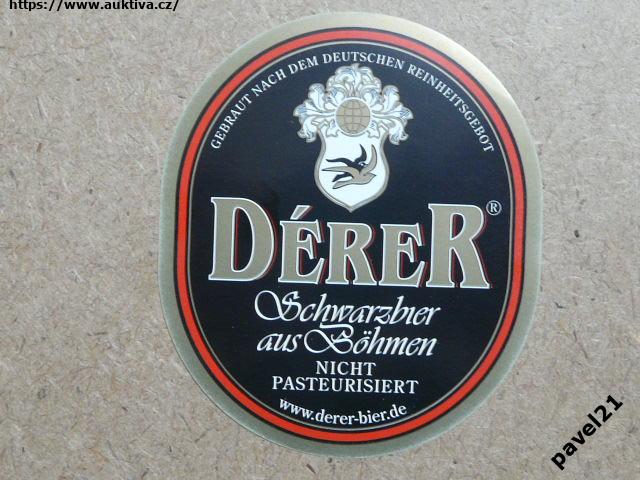 https://www.auktiva.cz/
GEBRAUT NACH DEM DEUTSCHEN REINHEITSGEBOT
DÉRER®
Schwarzbier
aus Böhmen
NICHT
PASTEURISIERT
www.derer-bier.de
pavel21